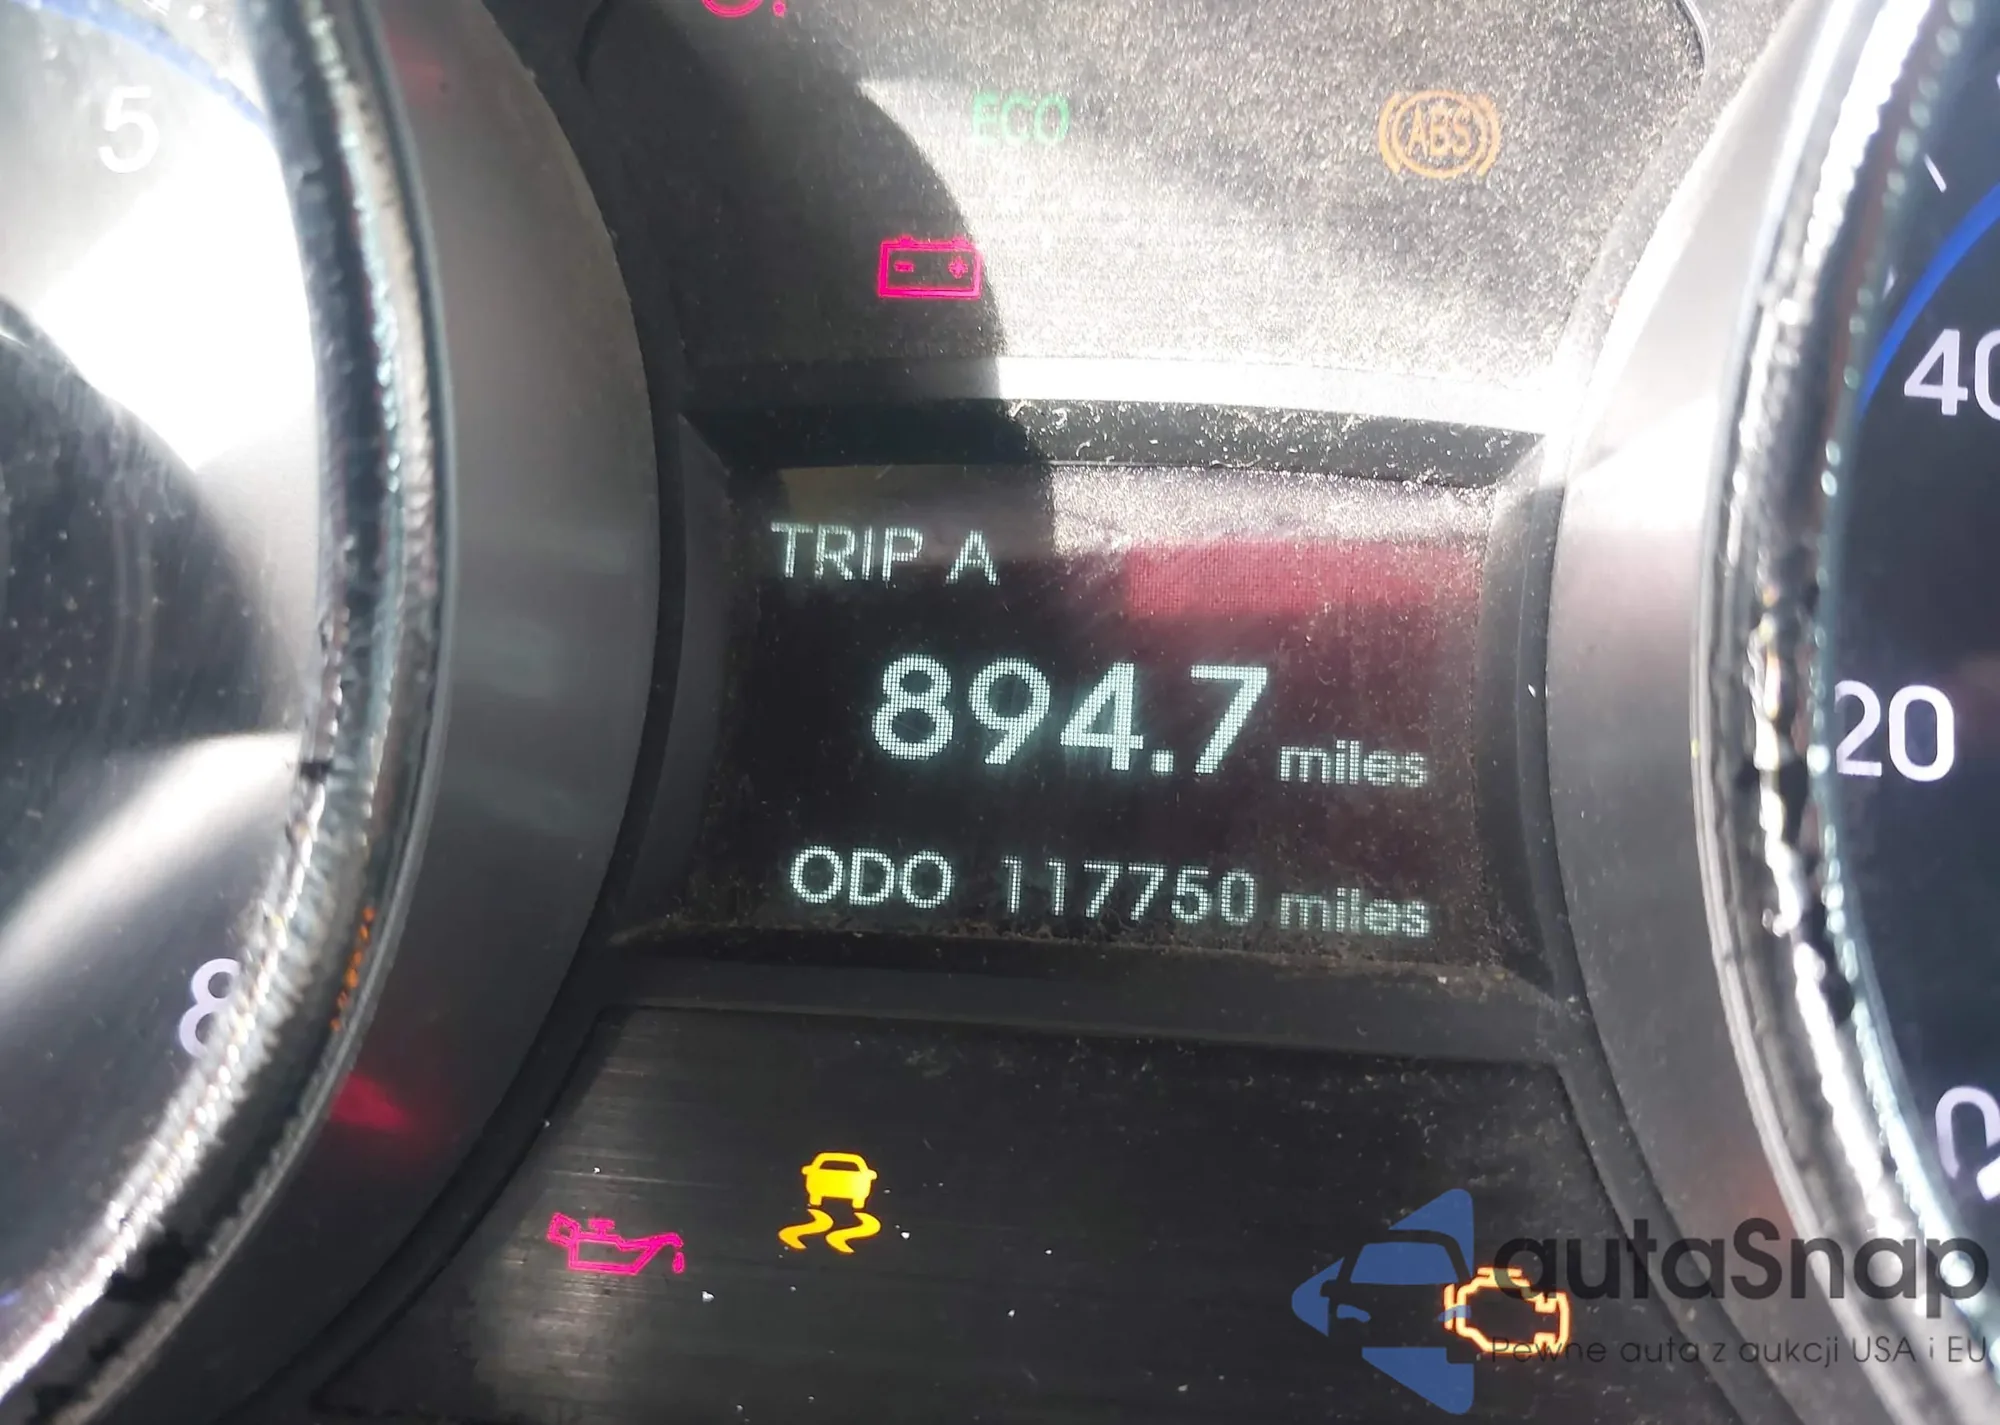 5
ECO
ABS
40
TRIP A
894.7 miles
20
ODO 117750 miles
8
0
autaSnap
Pewne auta z aukcji USA i EU